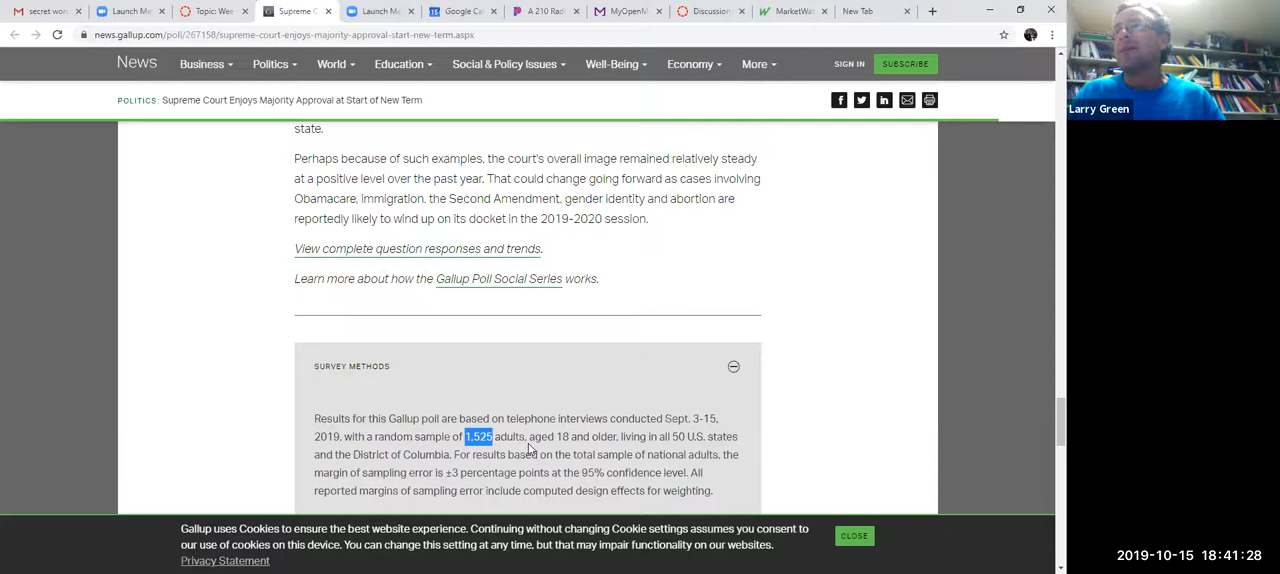 secret wor
Launch Me
Topic: Wee
Supreme C
Launch Me
Google Ca
A 210 Rad
MyOpenM
Discussion
MarketWa
New Tab
news.gallup.com/poll/267158/supreme-court-enjoys-majority-approval-start-new-term.aspx
News
Business
Politics
World
Education
Social & Policy Issues
Well-Being
Economy
More
SIGN IN
SUBSCRIBE
POLITICS: Supreme Court Enjoys Majority Approval at Start of New Term
Larry Green
state.
Perhaps because of such examples, the court's overall image remained relatively steady
at a positive level over the past year. That could change going forward as cases involving
Obamacare, immigration, the Second Amendment, gender identity and abortion are
reportedly likely to wind up on its docket in the 2019-2020 session.
View complete question responses and trends.
Learn more about how the Gallup Poll Social Series works.
SURVEY METHODS
Results for this Gallup poll are based on telephone interviews conducted Sept. 3-15,
2019, with a random sample of 1,525 adults, aged 18 and older, living in all 50 U.S. states
and the District of Columbia. For results based on the total sample of national adults, the
margin of sampling error is ±3 percentage points at the 95% confidence level. All
reported margins of sampling error include computed design effects for weighting.
Gallup uses Cookies to ensure the best website experience. Continuing without changing Cookie settings assumes you consent to
our use of cookies on this device. You can change this setting at any time, but that may impair functionality on our websites.
Privacy Statement
CLOSE
2019-10-15 18:41:28